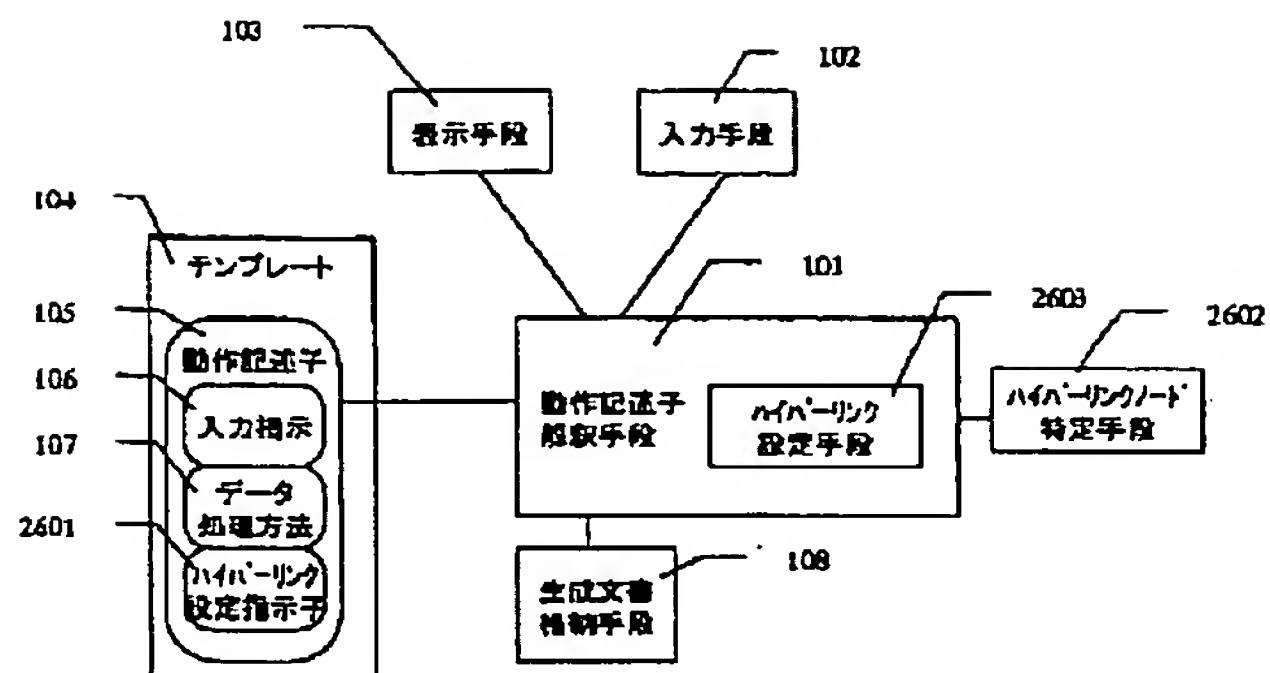 103
102
表示手段
入力手段
104
テンプレート
101
2603
2602
105
動作記述子
106
入力指示
107
データ
処理方法
2601
ハイパーリンク
設定指示子
動作記述子
解釈手段
ハイパーリンク
設定手段
ハイパーリンクノード
特定手段
108
生成文書
格納手段